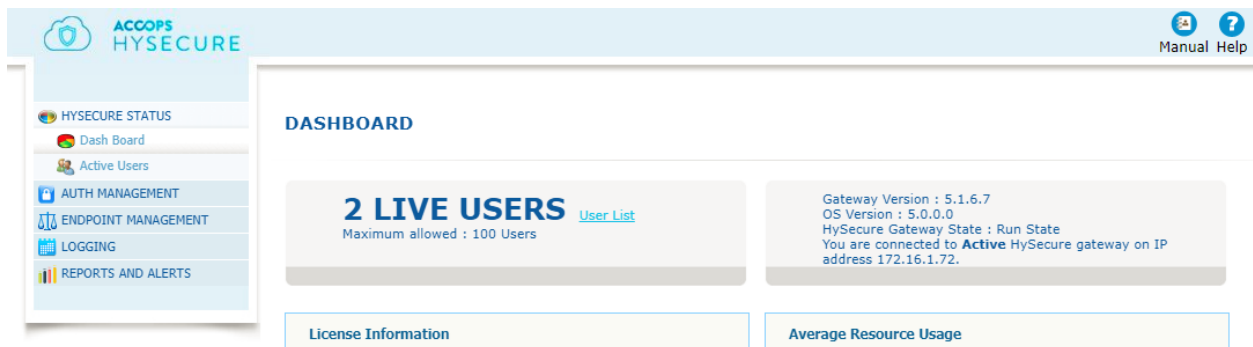 ACCOPS
HYSECURE
Manual Help
HYSECURE STATUS
Dash Board
Active Users
AUTH MANAGEMENT
ENDPOINT MANAGEMENT
LOGGING
REPORTS AND ALERTS
DASHBOARD
2 LIVE USERS User List
Maximum allowed : 100 Users
Gateway Version : 5.1.6.7
OS Version : 5.0.0.0
HySecure Gateway State : Run State
You are connected to Active HySecure gateway on IP
address 172.16.1.72.
License Information
Average Resource Usage